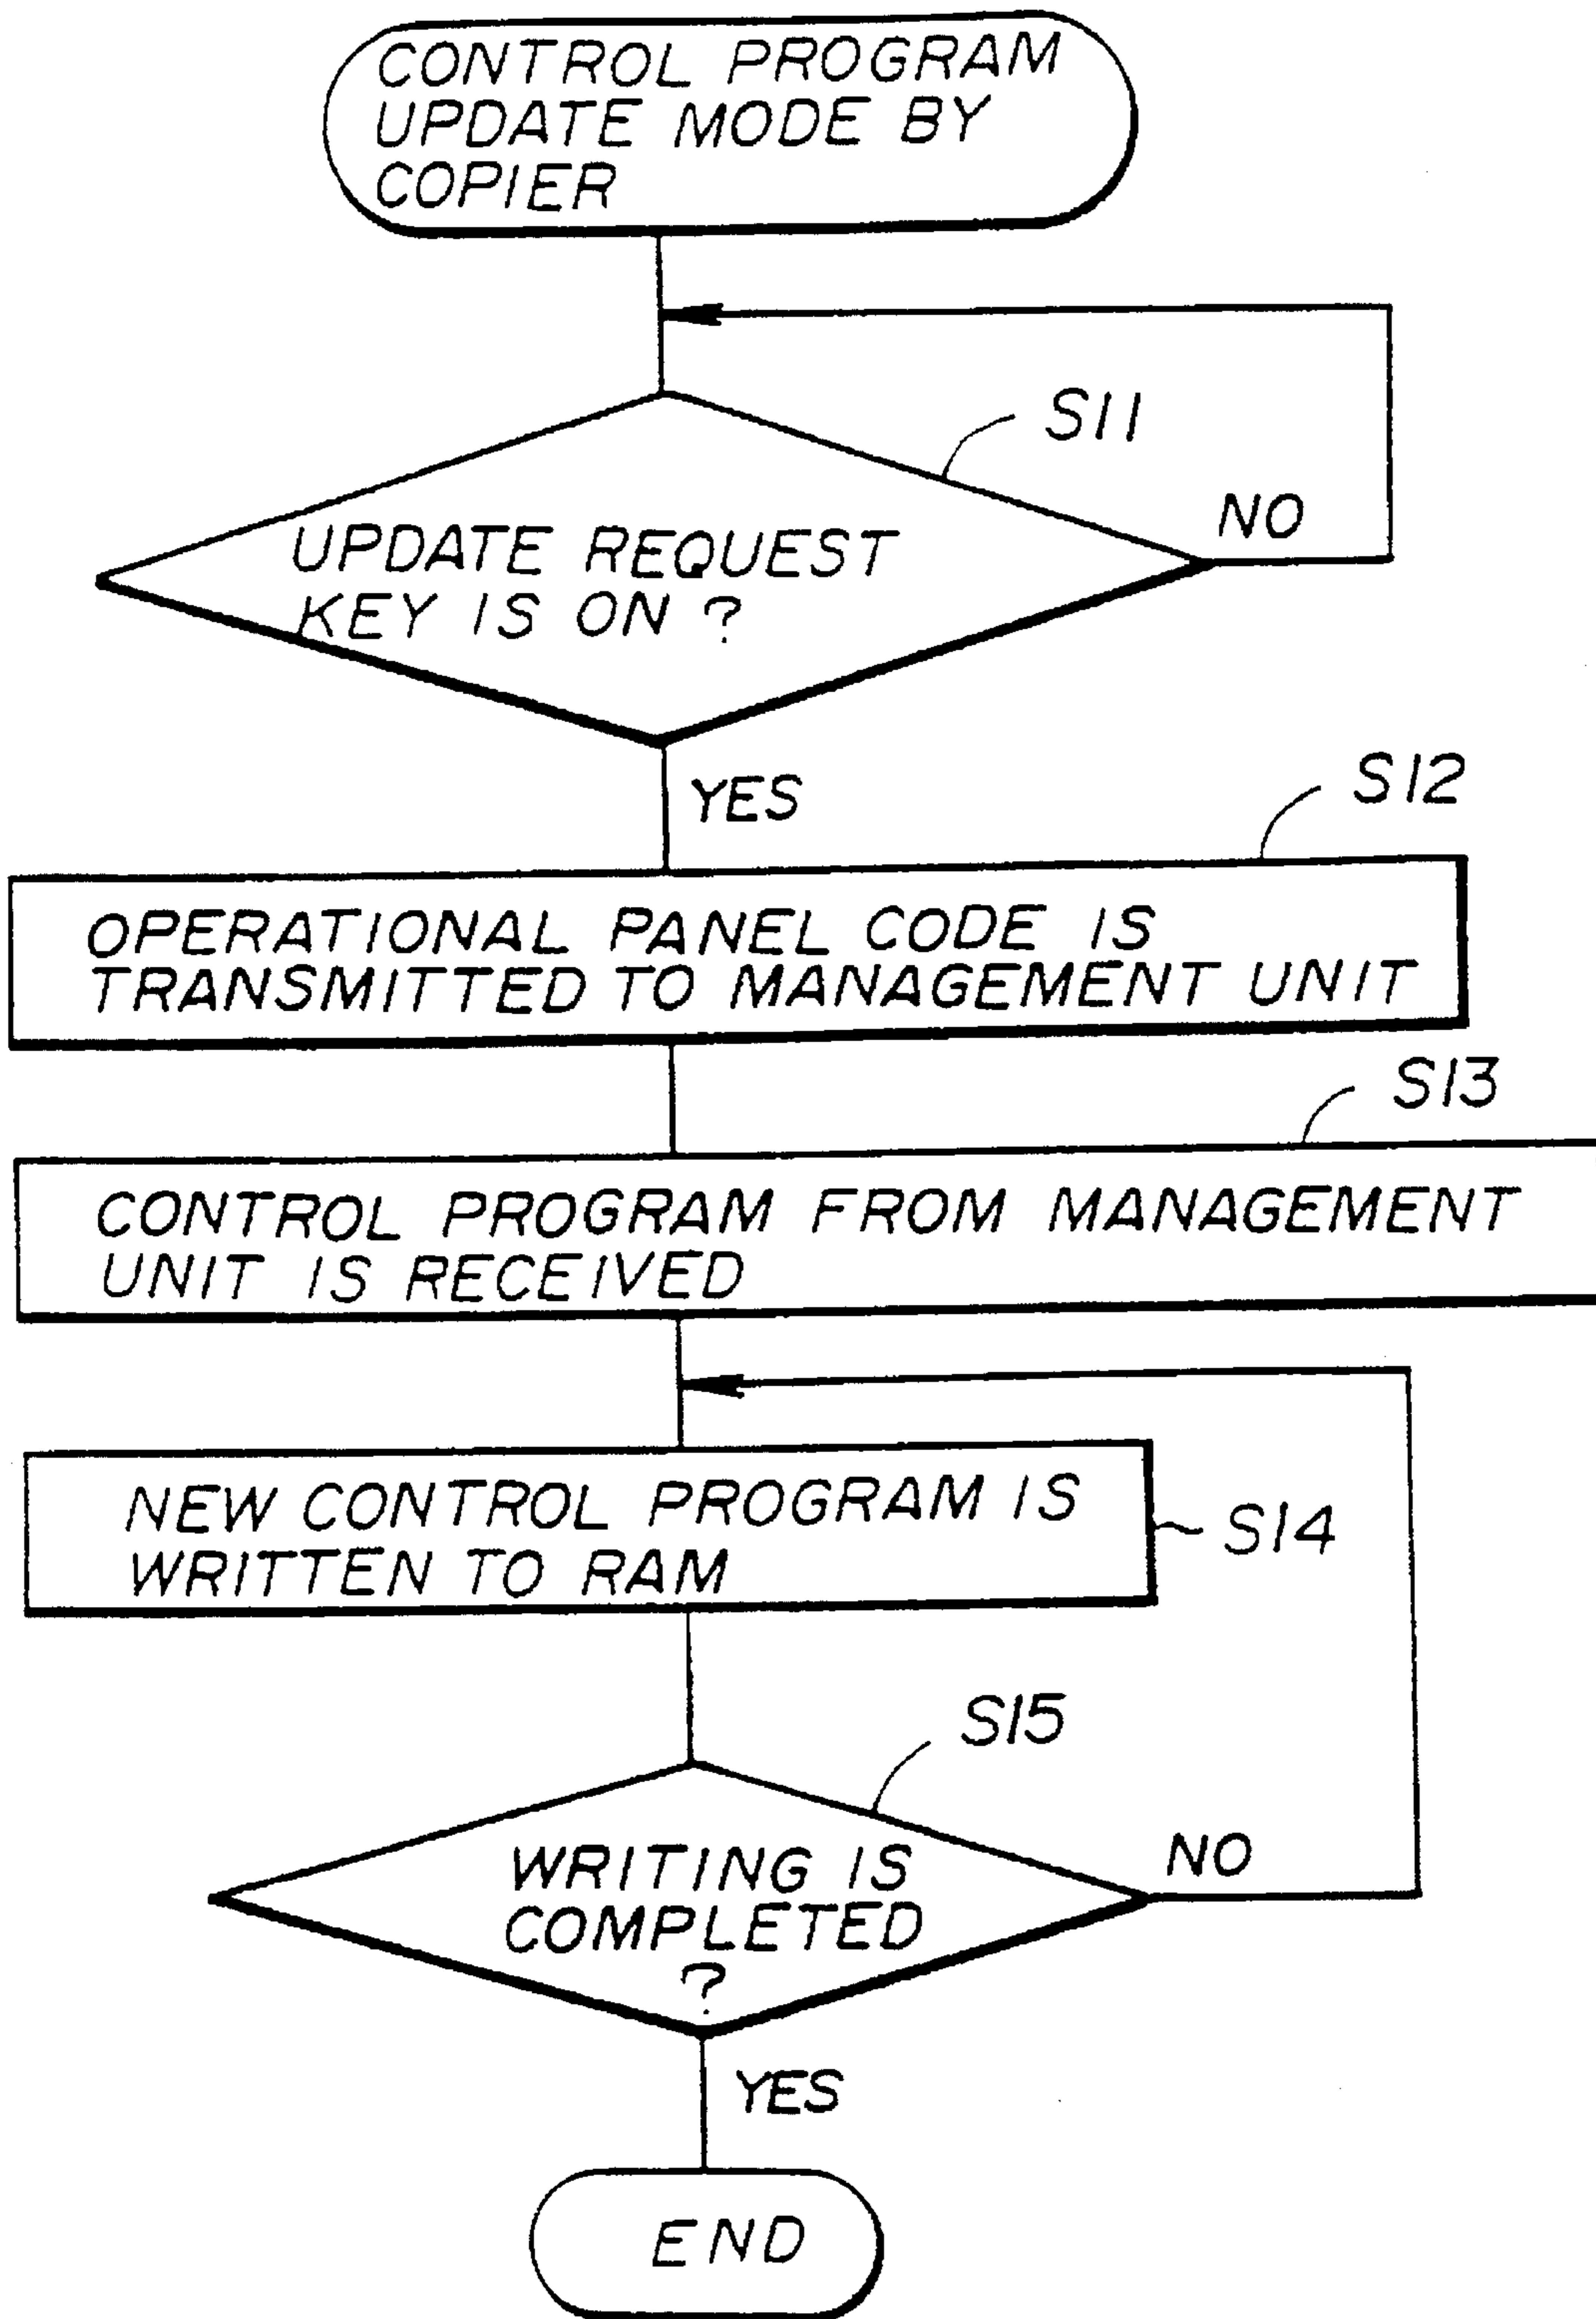 CONTROL PROGRAM
UPDATE MODE BY
COPIER
S11
NO
UPDATE REQUEST
KEY IS ON ?
YES
S12
OPERATIONAL PANEL CODE IS
TRANSMITTED TO MANAGEMENT UNIT
S13
CONTROL PROGRAM FROM MANAGEMENT
UNIT IS RECEIVED
NEW CONTROL PROGRAM IS
WRITTEN TO RAM
S14
S15
NO
WRITING IS
COMPLETED
?
YES
END